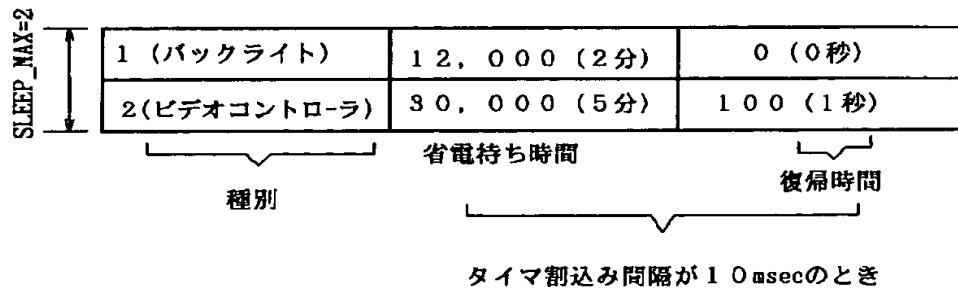 SLEEP_MAX=2
1 (バックライト) 12,000 (2分) 0 (0秒)
2(ビデオコントローラ) 30,000 (5分) 100 (1秒)
種別
省電待ち時間
復帰時間
タイマ割込み間隔が10msecのとき